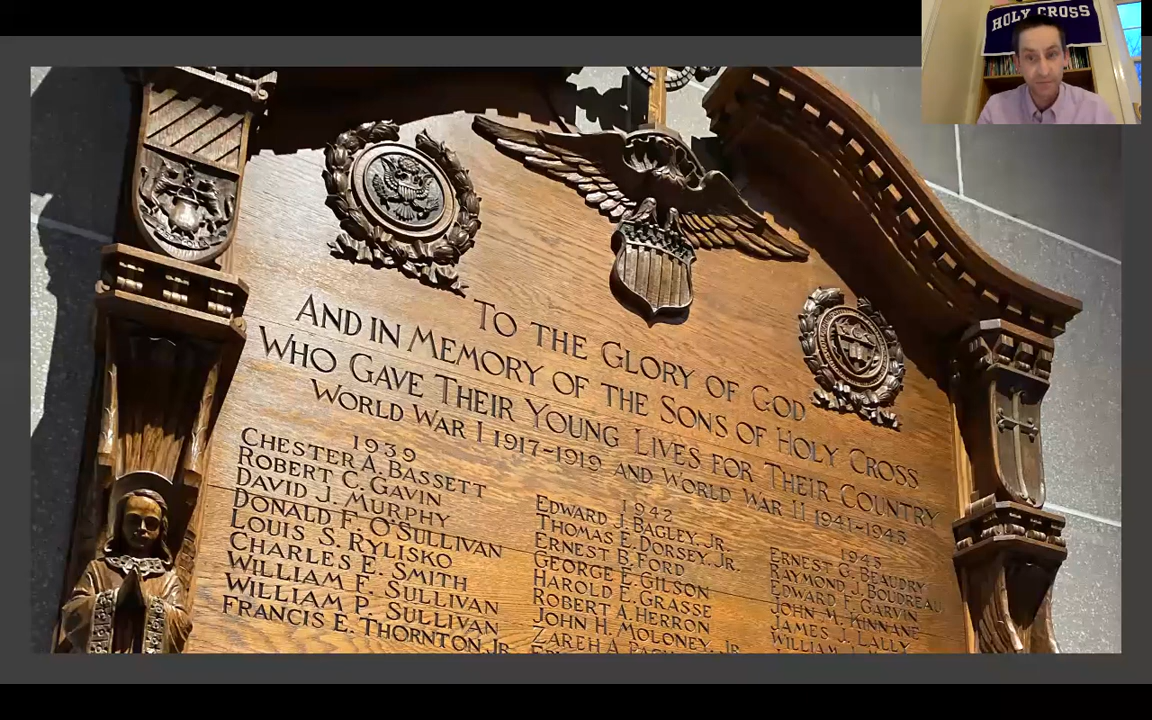 HOLY CROSS
TO THE GLORY OF GOD
AND IN MEMORY OF THE SONS OF HOLY CROSS
WHO GAVE THEIR YOUNG LIVES FOR THEIR COUNTRY
WORLD WAR I 1917-1919 AND WORLD WAR II 1941-1945
1939
CHESTER A. BASSETT
ROBERT C. GAVIN
DAVID J. MURPHY
DONALD F. O'SULLIVAN
LOUIS S. RYLISKO
CHARLES E. SMITH
WILLIAM E. SULLIVAN
WILLIAM P. SULLIVAN
FRANCIS E. THORNTON, JR.
1942
EDWARD J. BAGLEY, JR.
THOMAS E. DORSEY, JR.
ERNEST B. FORD
GEORGE E. GILSON
HAROLD E. GRASSE
ROBERT A. HERRON
JOHN H. MOLONEY, JR.
ZAREH A.
1943
ERNEST G. BEAUDRY
RAYMOND J. BOUDREAU
EDWARD F. GARVIN
JOHN M. KINNANE
JAMES J. LALLY
WILLIAM